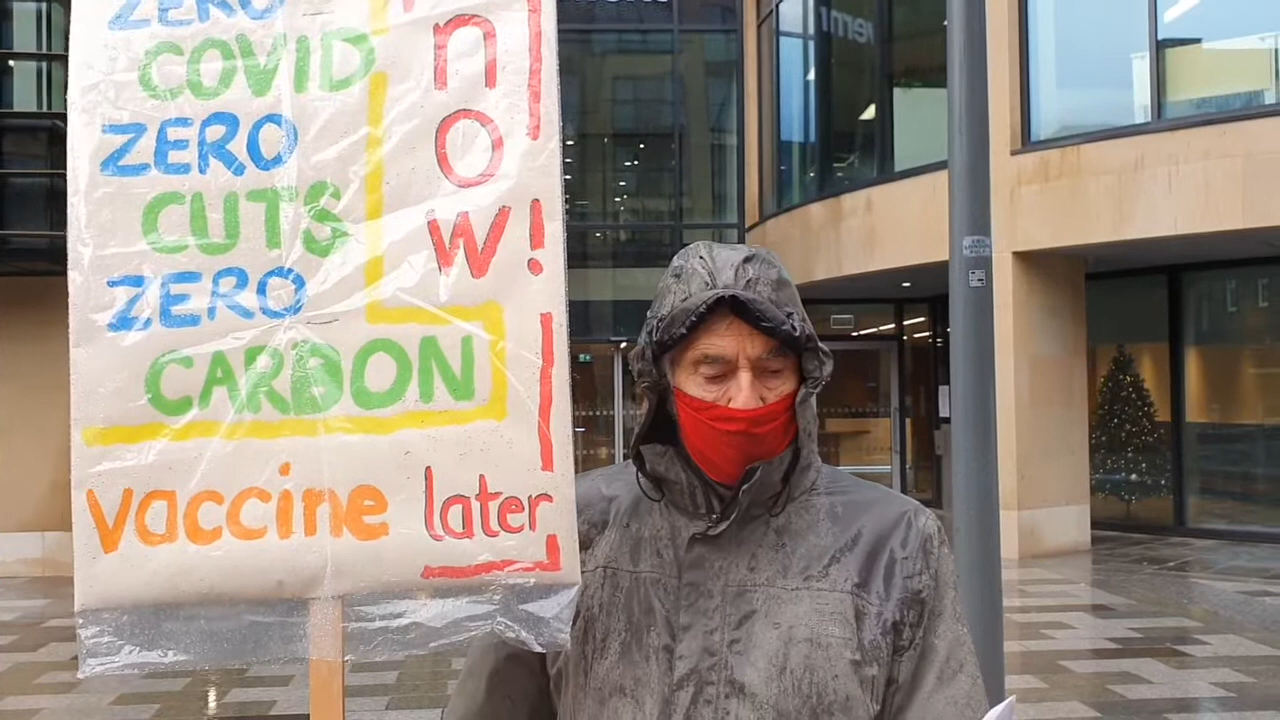 ZERO
COVID
ZERO
CUTS
ZERO
CARBON
now!
vaccine later